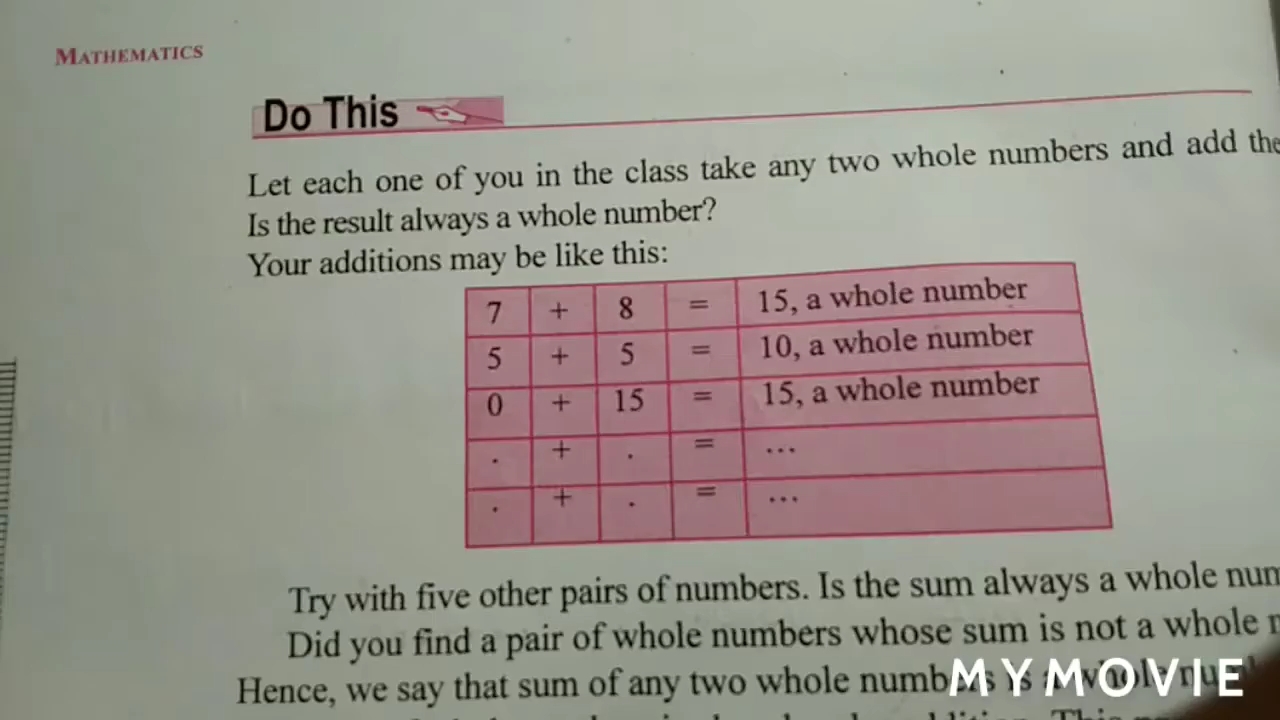 MATHEMATICS
Do This
Let each one of you in the class take any two whole numbers and add
Is the result always a whole number?
Your additions may be like this:
7 + 8 = 15, a whole number
5 + 5 = 10, a whole number
0 + 15 = 15, a whole number
. + . = ...
. + . = ...
Try with five other pairs of numbers. Is the sum always a whole
Did you find a pair of whole numbers whose sum is not a whole
Hence, we say that sum of any two whole
MYMOVIE